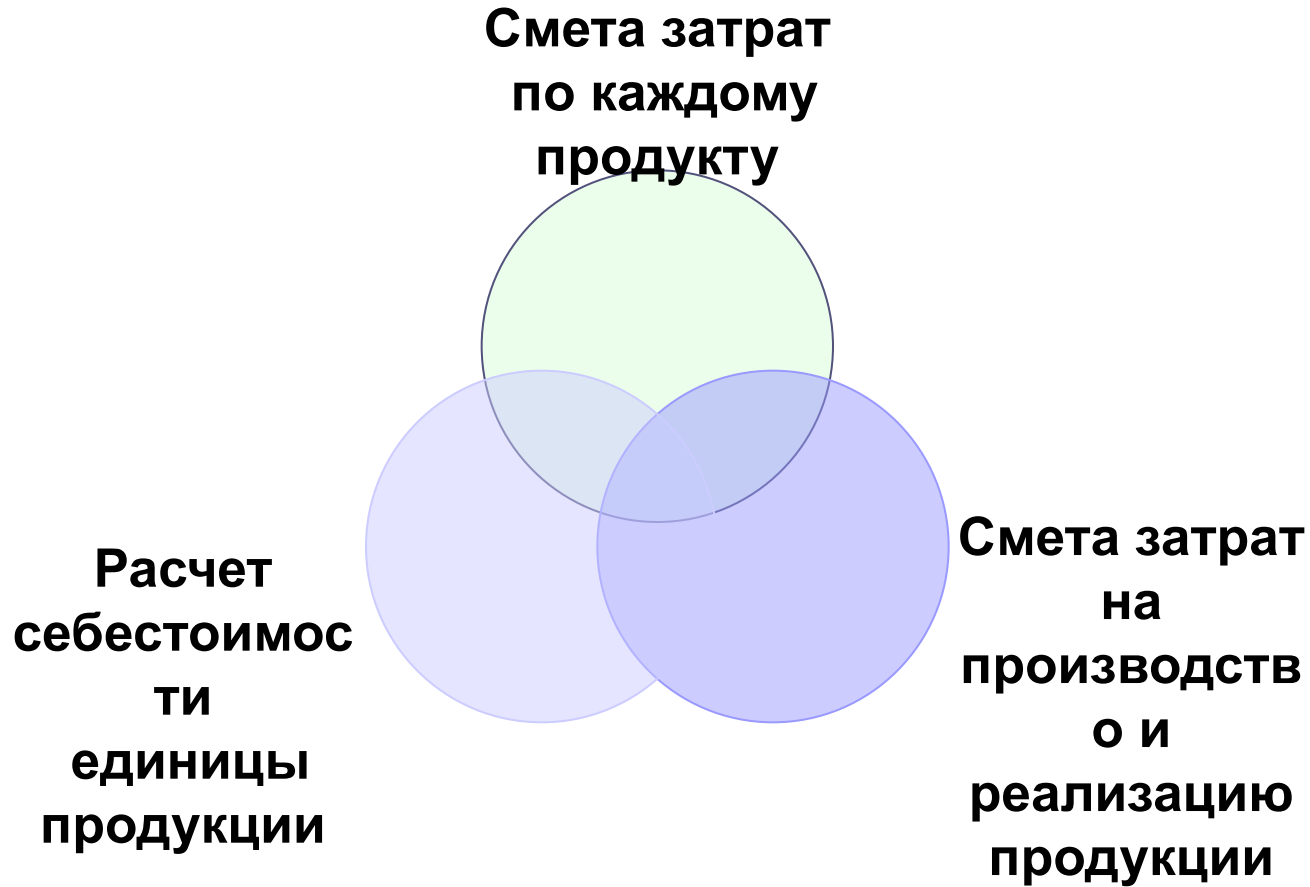 Смета затрат
по каждому
продукту
Расчет
себестоимос
ти
единицы
продукции
Смета затрат
на
производств
о и
реализацию
продукции